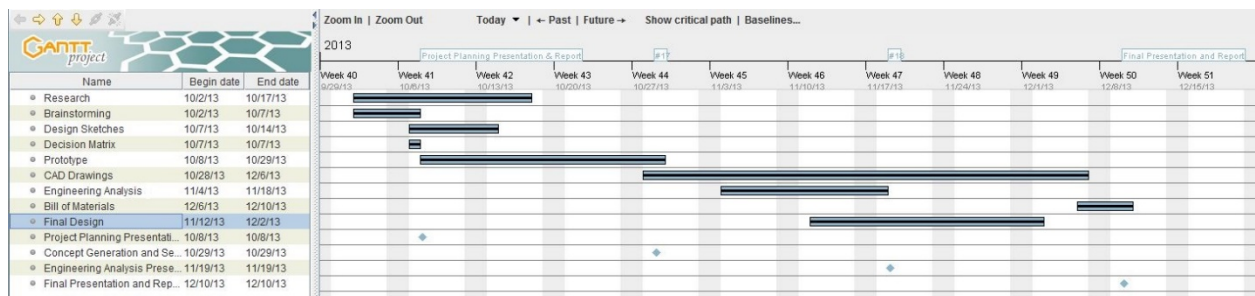 Zoom In | Zoom Out Today ▼ | ← Past | Future → Show critical path | Baselines...
GANTT project
2013
Project Planning Presentation & Report #17 #18 Final Presentation and Report
Name Begin date End date
Week 40 Week 41 Week 42 Week 43 Week 44 Week 45 Week 46 Week 47 Week 48 Week 49 Week 50 Week 51
9/29/13 10/6/13 10/13/13 10/20/13 10/27/13 11/3/13 11/10/13 11/17/13 11/24/13 12/1/13 12/8/13 12/15/13
Research 10/2/13 10/17/13
Brainstorming 10/2/13 10/7/13
Design Sketches 10/7/13 10/14/13
Decision Matrix 10/7/13 10/7/13
Prototype 10/8/13 10/29/13
CAD Drawings 10/28/13 12/6/13
Engineering Analysis 11/4/13 11/18/13
Bill of Materials 12/6/13 12/10/13
Final Design 11/12/13 12/2/13
Project Planning Presentati... 10/8/13 10/8/13
Concept Generation and Se... 10/29/13 10/29/13
Engineering Analysis Prese... 11/19/13 11/19/13
Final Presentation and Rep... 12/10/13 12/10/13